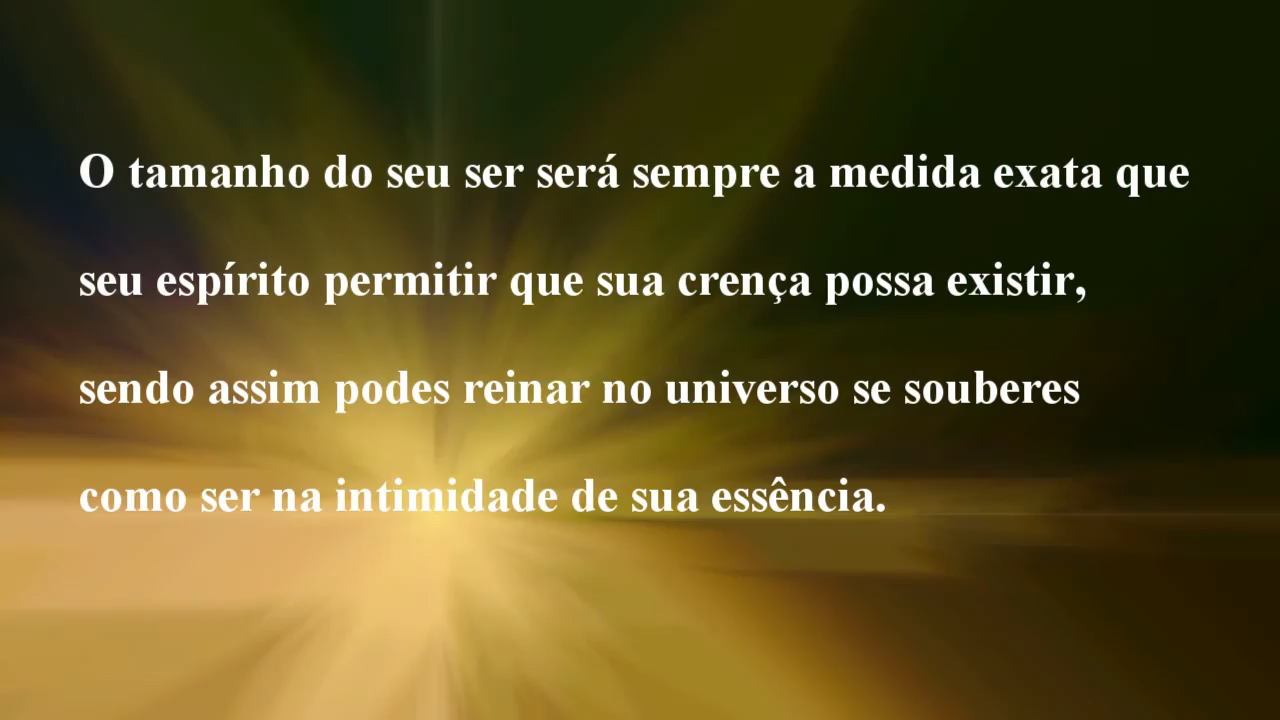 O tamanho do seu ser será sempre a medida exata que
seu espírito permitir que sua crença possa existir,
sendo assim podes reinar no universo se souberes
como ser na intimidade de sua essência.